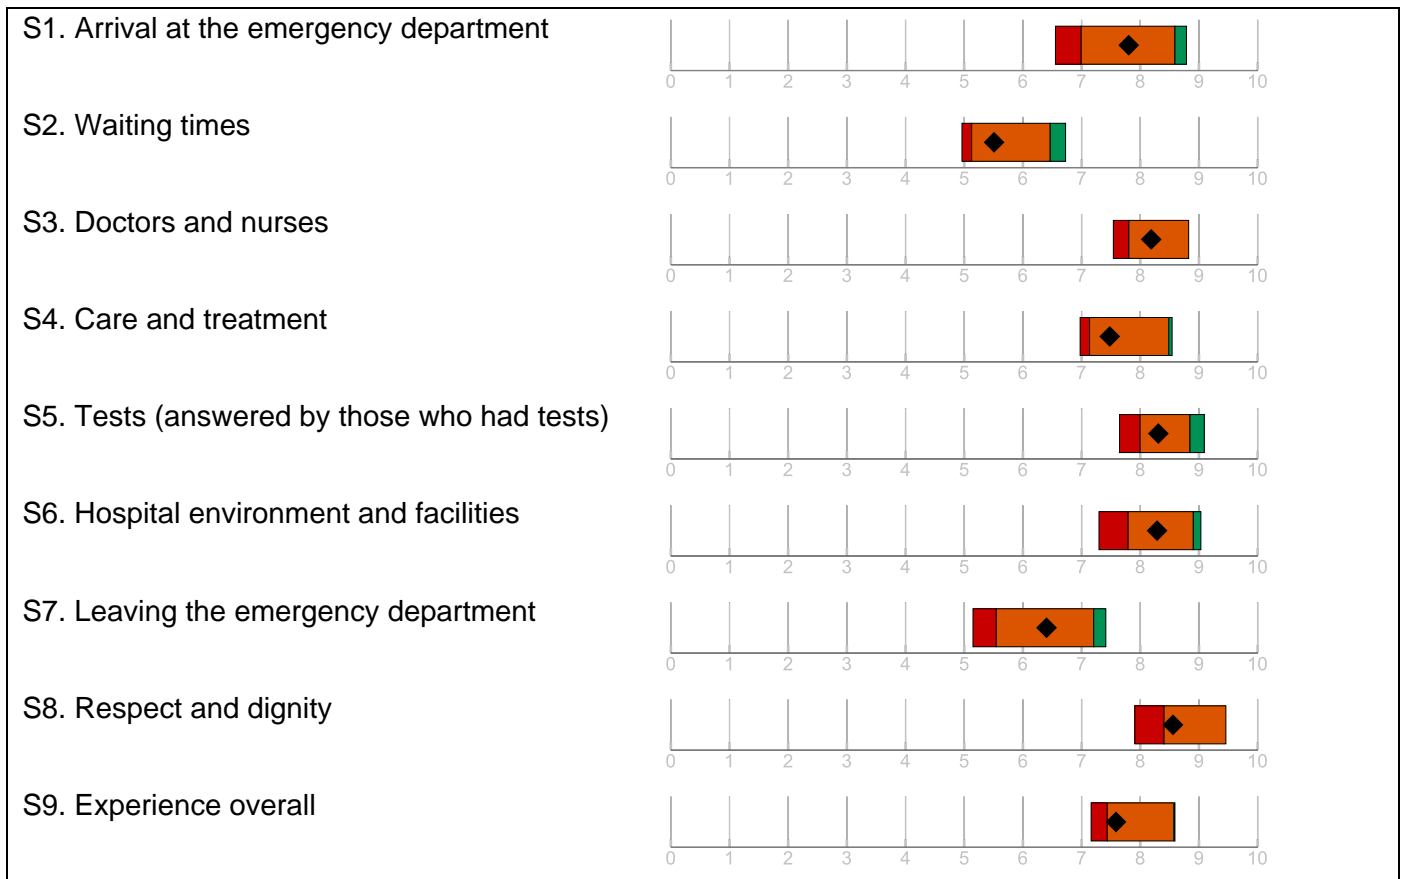 S1. Arrival at the emergency department
0 1 2 3 4 5 6 7 8 9 10
S2. Waiting times
0 1 2 3 4 5 6 7 8 9 10
S3. Doctors and nurses
0 1 2 3 4 5 6 7 8 9 10
S4. Care and treatment
0 1 2 3 4 5 6 7 8 9 10
S5. Tests (answered by those who had tests)
0 1 2 3 4 5 6 7 8 9 10
S6. Hospital environment and facilities
0 1 2 3 4 5 6 7 8 9 10
S7. Leaving the emergency department
0 1 2 3 4 5 6 7 8 9 10
S8. Respect and dignity
0 1 2 3 4 5 6 7 8 9 10
S9. Experience overall
0 1 2 3 4 5 6 7 8 9 10